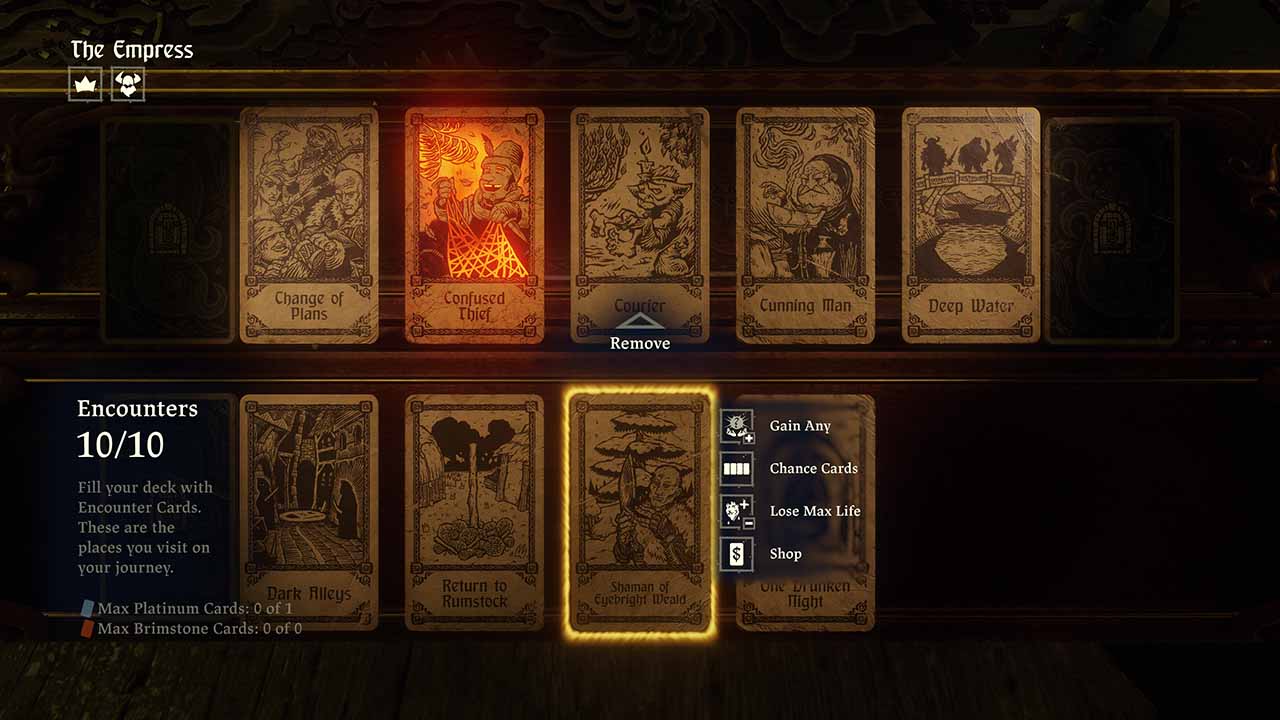 The Empress
Change of
Plans
Confused
Thief
Courier
Cunning Man
Deep Water
Remove
Encounters
10/10
Fill your deck with
Encounter Cards.
These are the
places you visit on
your journey.
Max Platinum Cards: 0 of 1
Max Brimstone Cards: 0 of 0
Dark Alleys
Return to
Rumstock
Shaman of
Eyebright Weald
Gain Any
Chance Cards
Lose Max Life
$
Shop
One Drunken
Night